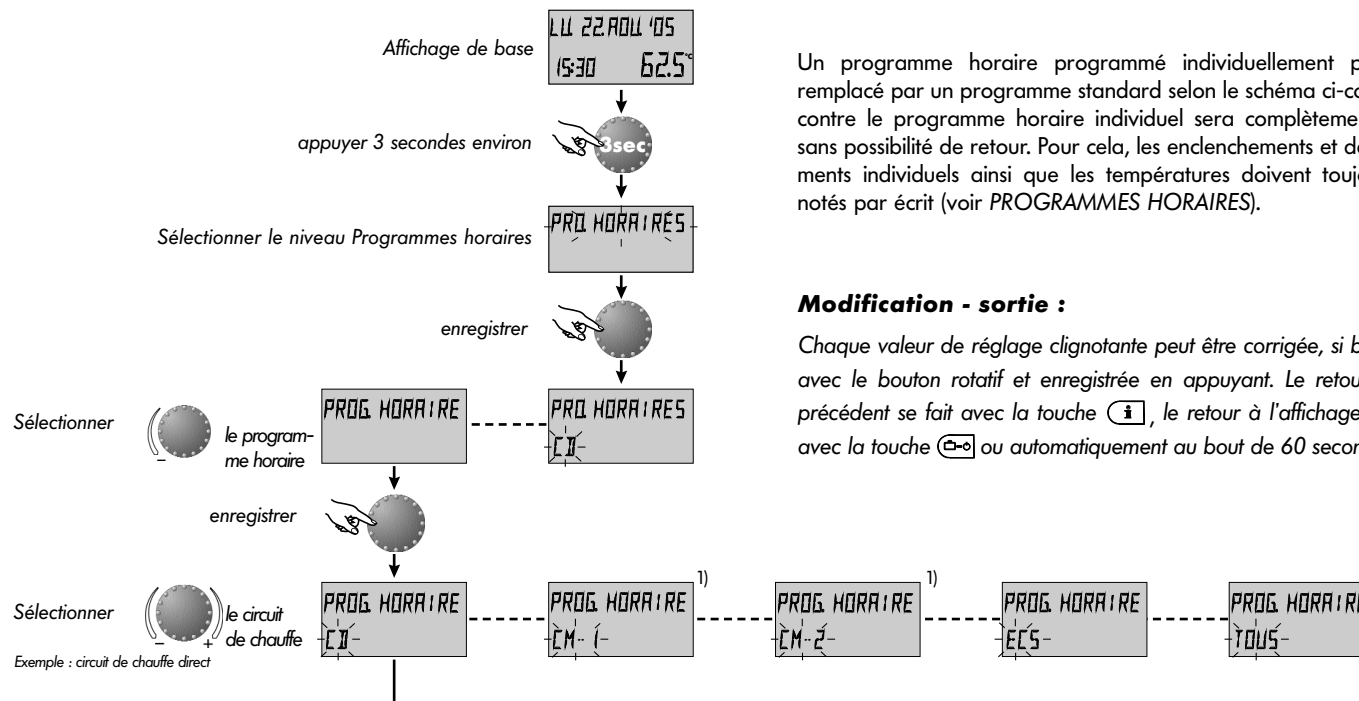 LU. 22.AOU. '05
Affichage de base
15:30 62.5°C
appuyer 3 secondes environ
3sec
Sélectionner le niveau Programmes horaires
PRO. HORAIRES
enregistrer
Sélectionner
le program-
me horaire
PROG. HORAIRE
PRO. HORAIRES
CD
enregistrer
Sélectionner
le circuit
de chauffe
Exemple : circuit de chauffe direct
PROG. HORAIRE
CD
PROG. HORAIRE 1)
CM-1
PROG. HORAIRE 1)
CM-2
PROG. HORAIRE
ECS
PROG. HORAIRE
TOUS
Un programme horaire programmé individuellement p
remplacé par un programme standard selon le schéma ci-co
contre le programme horaire individuel sera complèteme
sans possibilité de retour. Pour cela, les enclenchements et de
ments individuels ainsi que les températures doivent toujo
notés par écrit (voir PROGRAMMES HORAIRES).
Modification - sortie :
Chaque valeur de réglage clignotante peut être corrigée, si b
avec le bouton rotatif et enregistrée en appuyant. Le retou
précédent se fait avec la touche i, le retour à l'affichage
avec la touche ou automatiquement au bout de 60 secon